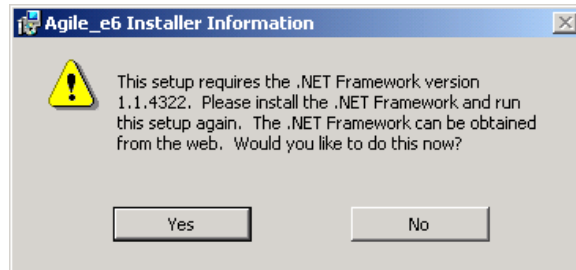 Agile_e6 Installer Information
This setup requires the .NET Framework version
1.1.4322.  Please install the .NET Framework and run
this setup again.  The .NET Framework can be obtained
from the web.  Would you like to do this now?
Yes
No